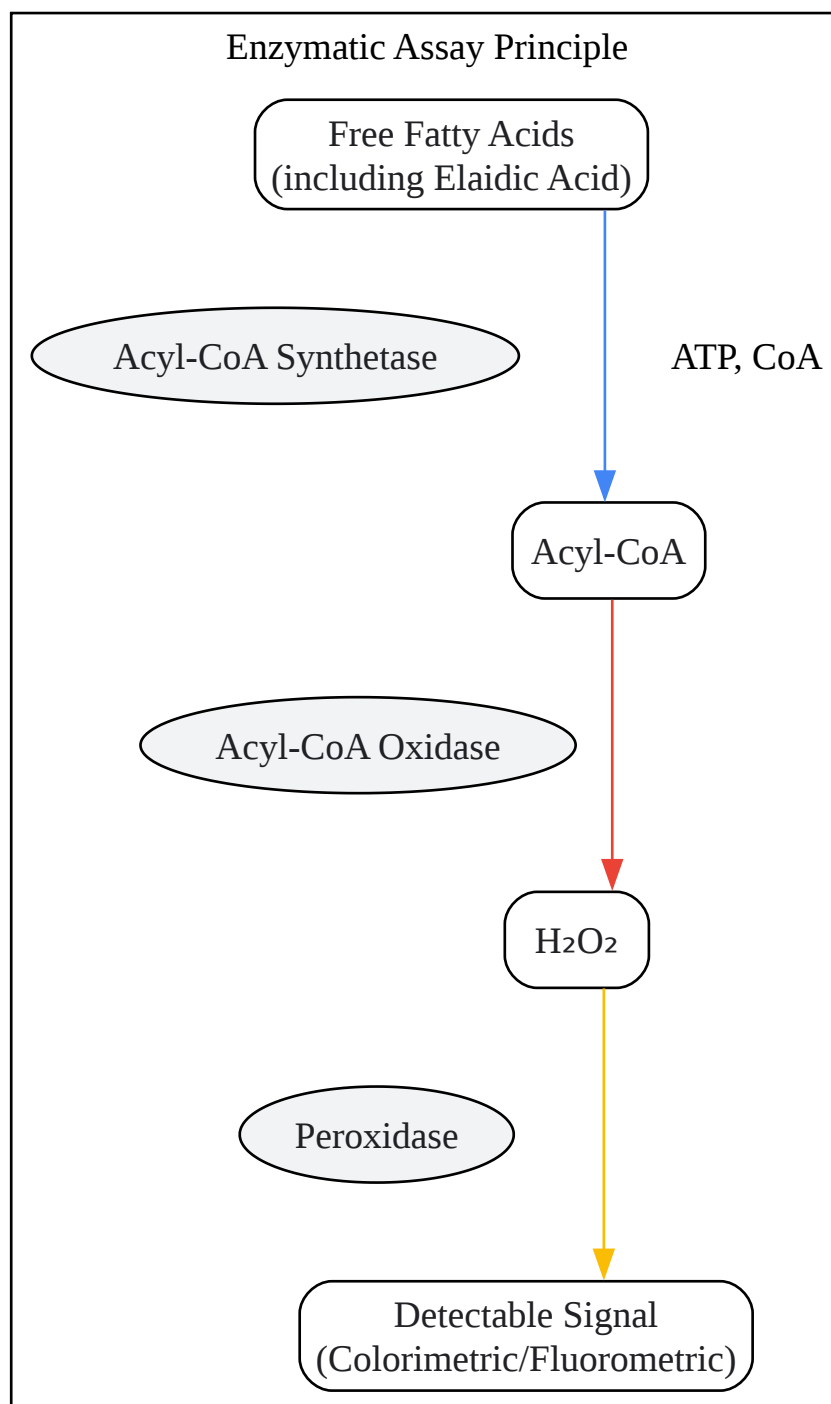 Enzymatic Assay Principle
Free Fatty Acids
(including Elaidic Acid)
Acyl-CoA Synthetase
ATP, CoA
Acyl-CoA
Acyl-CoA Oxidase
H₂O₂
Peroxidase
Detectable Signal
(Colorimetric/Fluorometric)